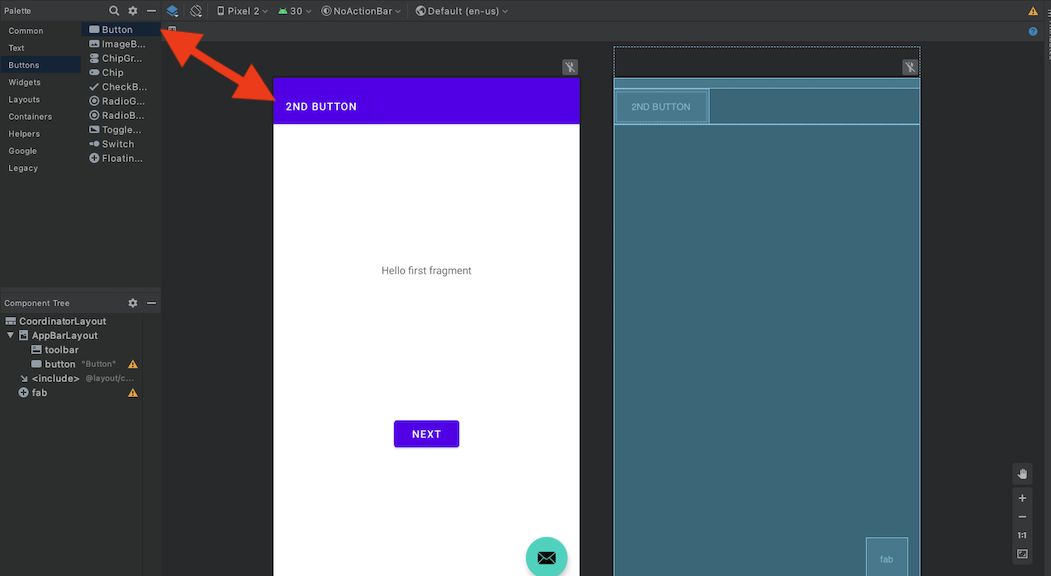 Palette
Pixel 2
30
NoActionBar
Default (en-us)
Common
Text
Buttons
Widgets
Layouts
Containers
Helpers
Google
Legacy
Button
ImageB...
ChipGr...
Chip
CheckB...
RadioG...
RadioB...
Toggle...
Switch
Floatin...
Component Tree
CoordinatorLayout
AppBarLayout
toolbar
button "Button"
<include> @layout/c...
fab
2ND BUTTON
Hello first fragment
NEXT
2ND BUTTON
fab
1:1